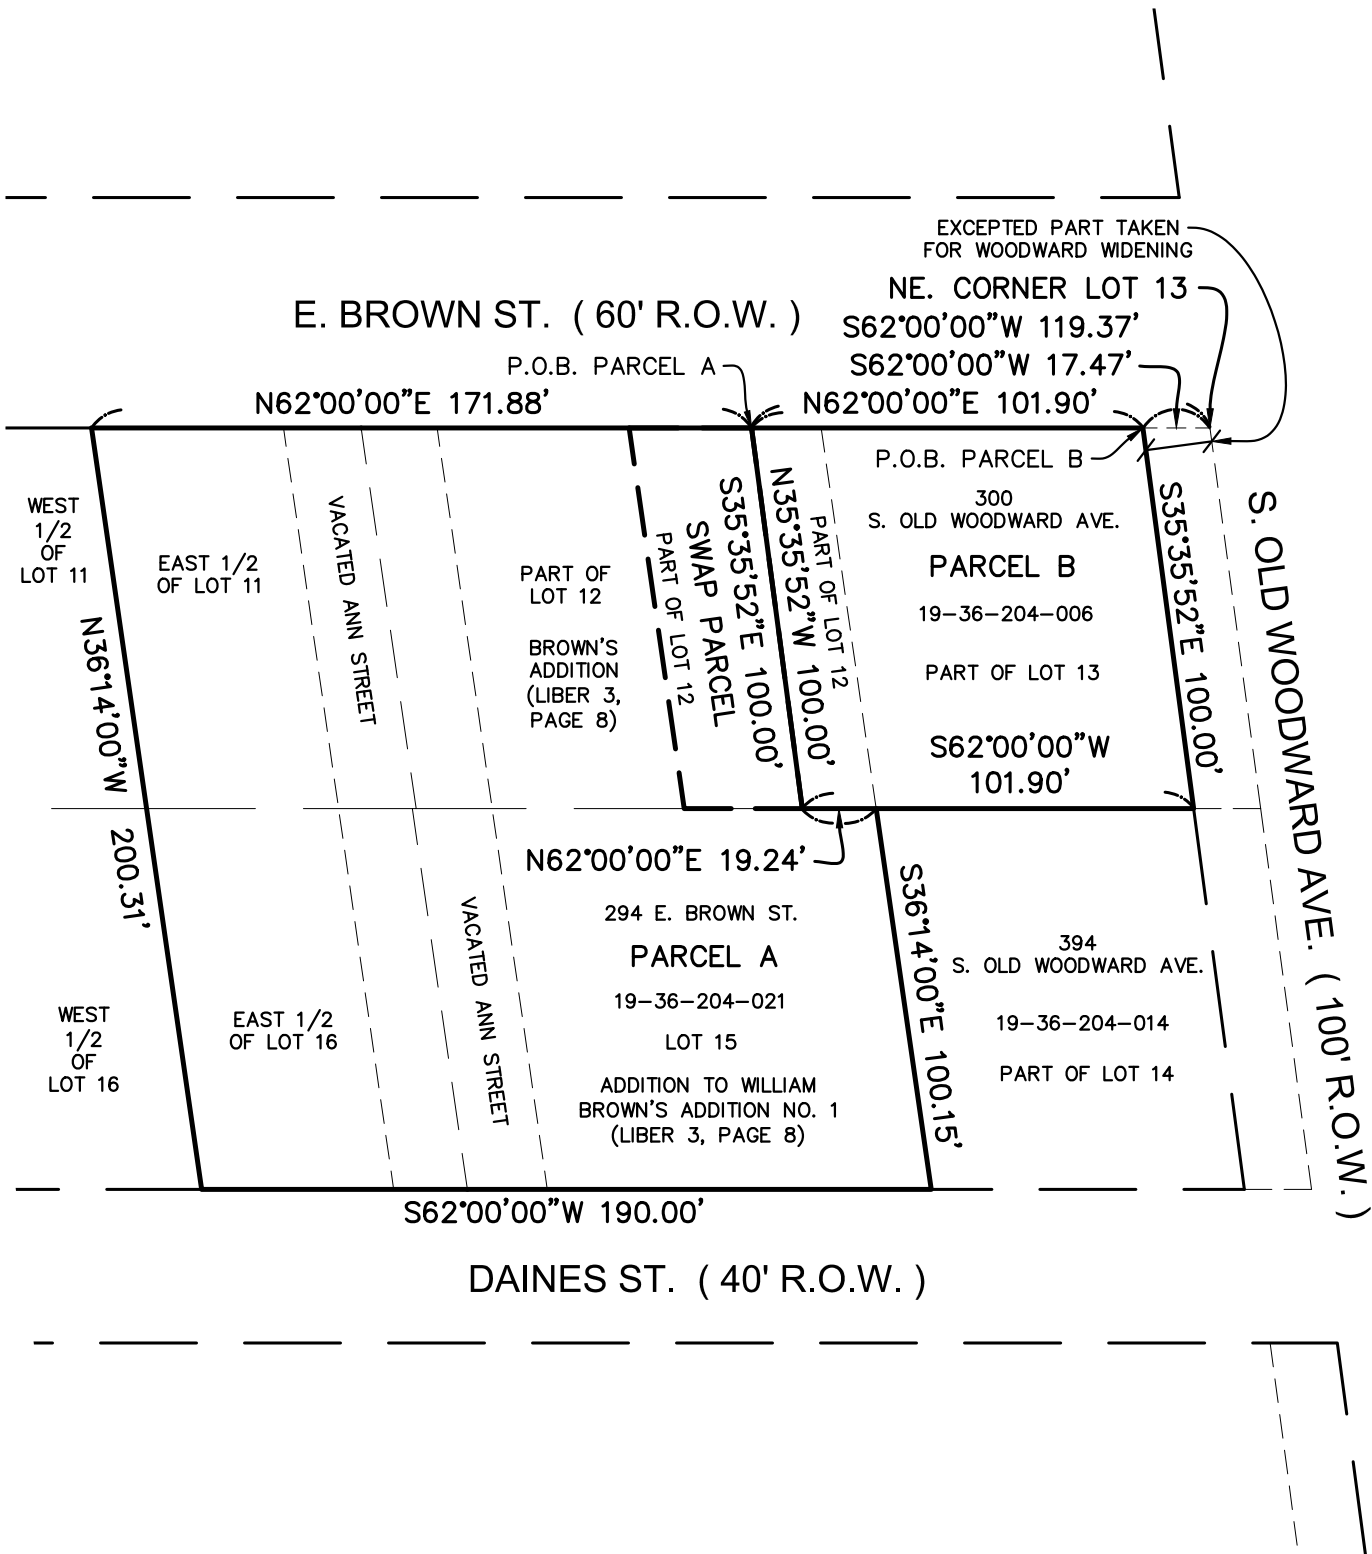 EXCEPTED PART TAKEN
FOR WOODWARD WIDENING
NE. CORNER LOT 13
E. BROWN ST. ( 60' R.O.W. )
S62°00'00"W 119.37'
S62°00'00"W 17.47'
P.O.B. PARCEL A
N62°00'00"E 171.88'
N62°00'00"E 101.90'
P.O.B. PARCEL B
300
S. OLD WOODWARD AVE.
PARCEL B
19-36-204-006
PART OF LOT 13
S62°00'00"W
101.90'
S35°35'52"E 100.00'
S. OLD WOODWARD AVE. ( 100' R.O.W. )
WEST
1/2
OF
LOT 11
N36°14'00"W 200.31'
EAST 1/2
OF LOT 11
VACATED ANN STREET
PART OF
LOT 12
BROWN'S
ADDITION
(LIBER 3,
PAGE 8)
PART OF LOT 12
SWAP PARCEL
S35°35'52"E 100.00'
N35°35'52"W 100.00'
PART OF LOT 12
N62°00'00"E 19.24'
294 E. BROWN ST.
PARCEL A
19-36-204-021
LOT 15
ADDITION TO WILLIAM
BROWN'S ADDITION NO. 1
(LIBER 3, PAGE 8)
S36°14'00"E 100.15'
394
S. OLD WOODWARD AVE.
19-36-204-014
PART OF LOT 14
WEST
1/2
OF
LOT 16
EAST 1/2
OF LOT 16
VACATED ANN STREET
S62°00'00"W 190.00'
DAINES ST. ( 40' R.O.W. )